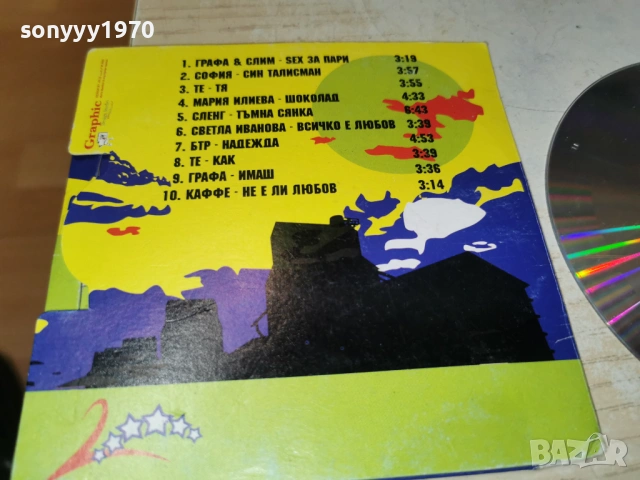 sonyyy1970
Graphic
1. ГРАФА & СЛИМ - SEX ЗА ПАРИ 3:19
2. СОФИЯ - СИН ТАЛИСМАН 3:57
3. ТЕ - ТЯ 3:55
4. МАРИЯ ИЛИЕВА - ШОКОЛАД 4:33
5. СЛЕНГ - ТЪМНА СЯНКА 6:43
6. СВЕТЛА ИВАНОВА - ВСИЧКО Е ЛЮБОВ 3:39
7. БТР - НАДЕЖДА 4:53
8. ТЕ - КАК 3:39
9. ГРАФА - ИМАШ 3:36
10. КАФФЕ - НЕ Е ЛИ ЛЮБОВ 3:14
2
BAZAR
bg